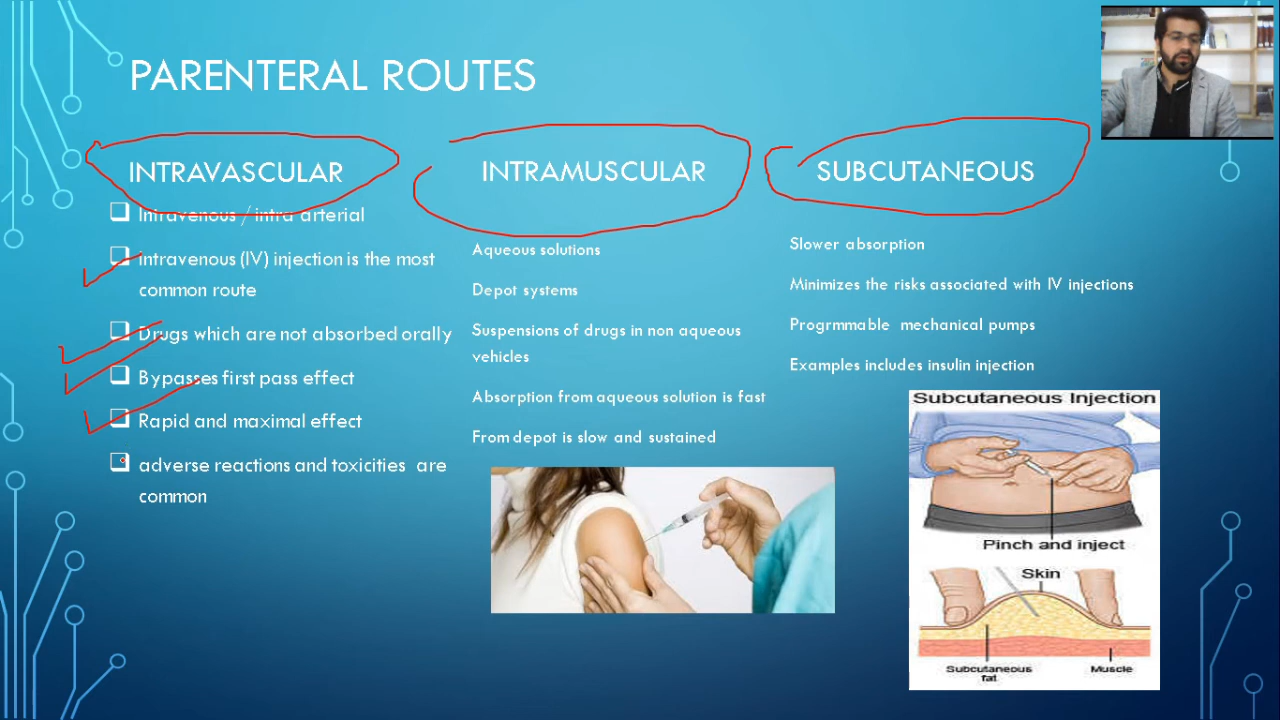 PARENTERAL ROUTES
INTRAVASCULAR
Intravenous / intra arterial
intravenous (IV) injection is the most
common route
Drugs which are not absorbed orally
Bypasses first pass effect
Rapid and maximal effect
adverse reactions and toxicities are
common
INTRAMUSCULAR
Aqueous solutions
Depot systems
Suspensions of drugs in non aqueous
vehicles
Absorption from aqueous solution is fast
From depot is slow and sustained
SUBCUTANEOUS
Slower absorption
Minimizes the risks associated with IV injections
Progrmmable mechanical pumps
Examples includes insulin injection
Subcutaneous Injection
Pinch and inject
Skin
Subcutaneous
fat
Muscle